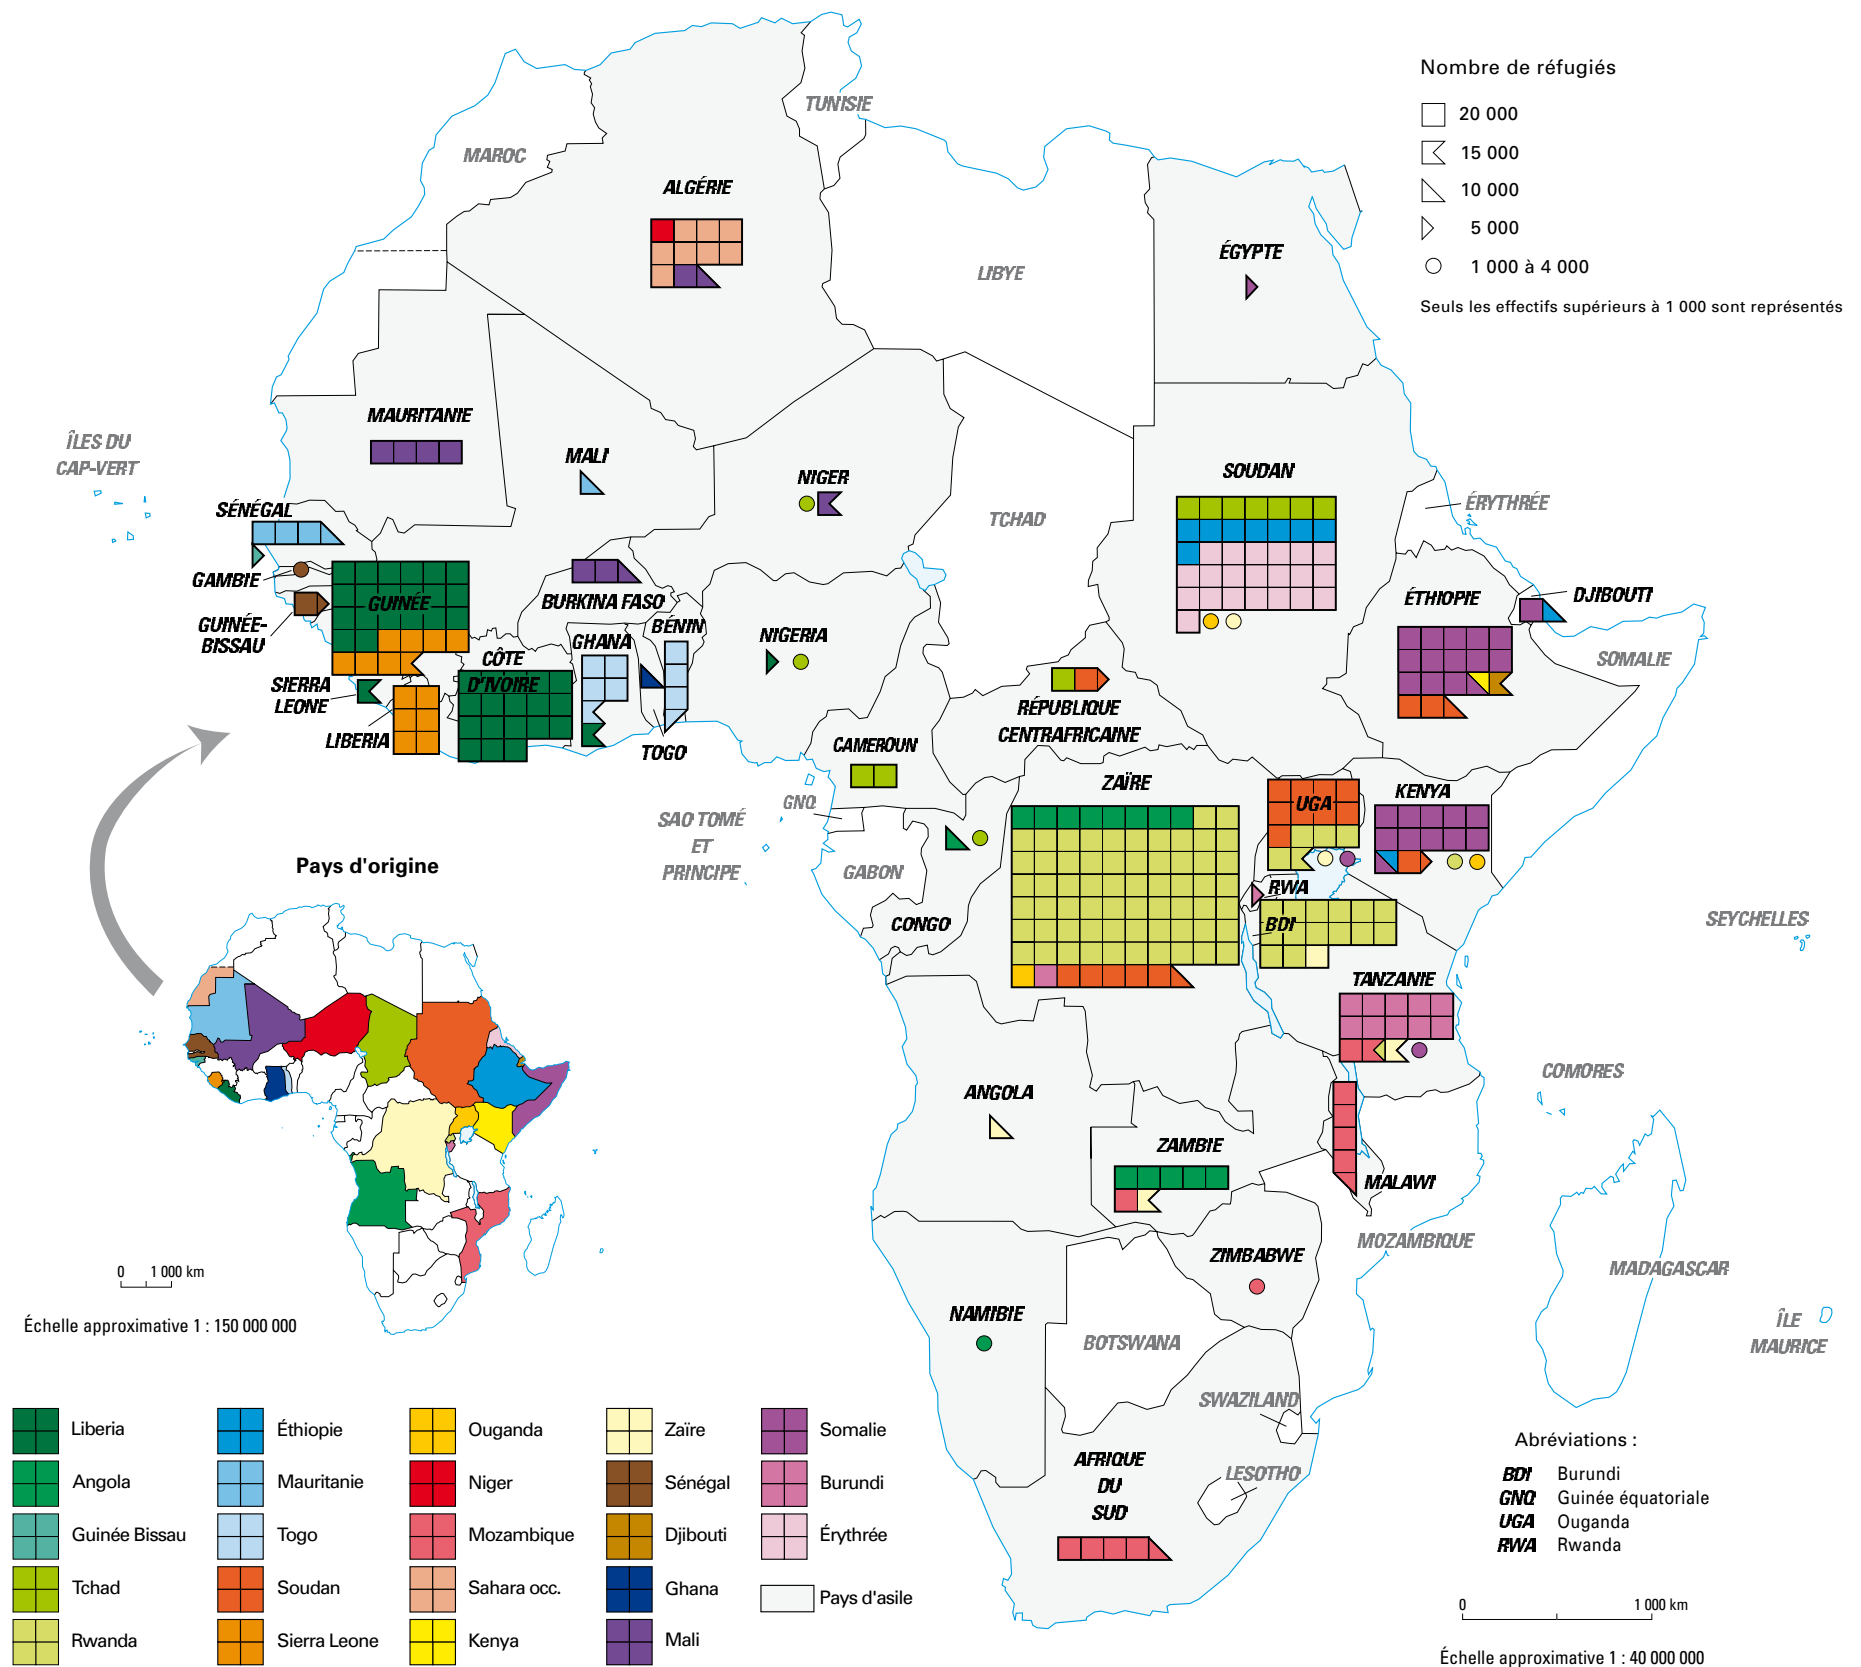 Nombre de réfugiés
20 000
15 000
10 000
5 000
1 000 à 4 000
Seuls les effectifs supérieurs à 1 000 sont représentés
TUNISIE
MAROC
ALGÉRIE
LIBYE
ÉGYPTE
MAURITANIE
ÎLES DU
CAP-VERT
MALI
NIGER
TCHAD
SOUDAN
ÉRYTHRÉE
SÉNÉGAL
GAMBIE
GUINÉE
GUINÉE-
BISSAU
BURKINA FASO
BÉNIN
GHANA
NIGERIA
ÉTHIOPIE
DJIBOUTI
SOMALIE
CÔTE
D'IVOIRE
SIERRA
LEONE
LIBERIA
TOGO
RÉPUBLIQUE
CENTRAFRICAINE
CAMEROUN
ZAÏRE
UGA
KENYA
GNQ
SAO TOMÉ
ET
PRINCIPE
GABON
CONGO
RWA
BDI
SEYCHELLES
TANZANIE
COMORES
ANGOLA
ZAMBIE
MALAWI
MOZAMBIQUE
ZIMBABWE
MADAGASCAR
NAMIBIE
BOTSWANA
ÎLE
MAURICE
SWAZILAND
AFRIQUE
DU
SUD
LESOTHO
Pays d'origine
0 1 000 km
Échelle approximative 1 : 150 000 000
Liberia
Angola
Guinée Bissau
Tchad
Rwanda
Éthiopie
Mauritanie
Togo
Soudan
Sierra Leone
Ouganda
Niger
Mozambique
Sahara occ.
Kenya
Zaïre
Sénégal
Djibouti
Ghana
Mali
Somalie
Burundi
Érythrée
Pays d'asile
Abréviations :
BDI Burundi
GNQ Guinée équatoriale
UGA Ouganda
RWA Rwanda
0 1 000 km
Échelle approximative 1 : 40 000 000